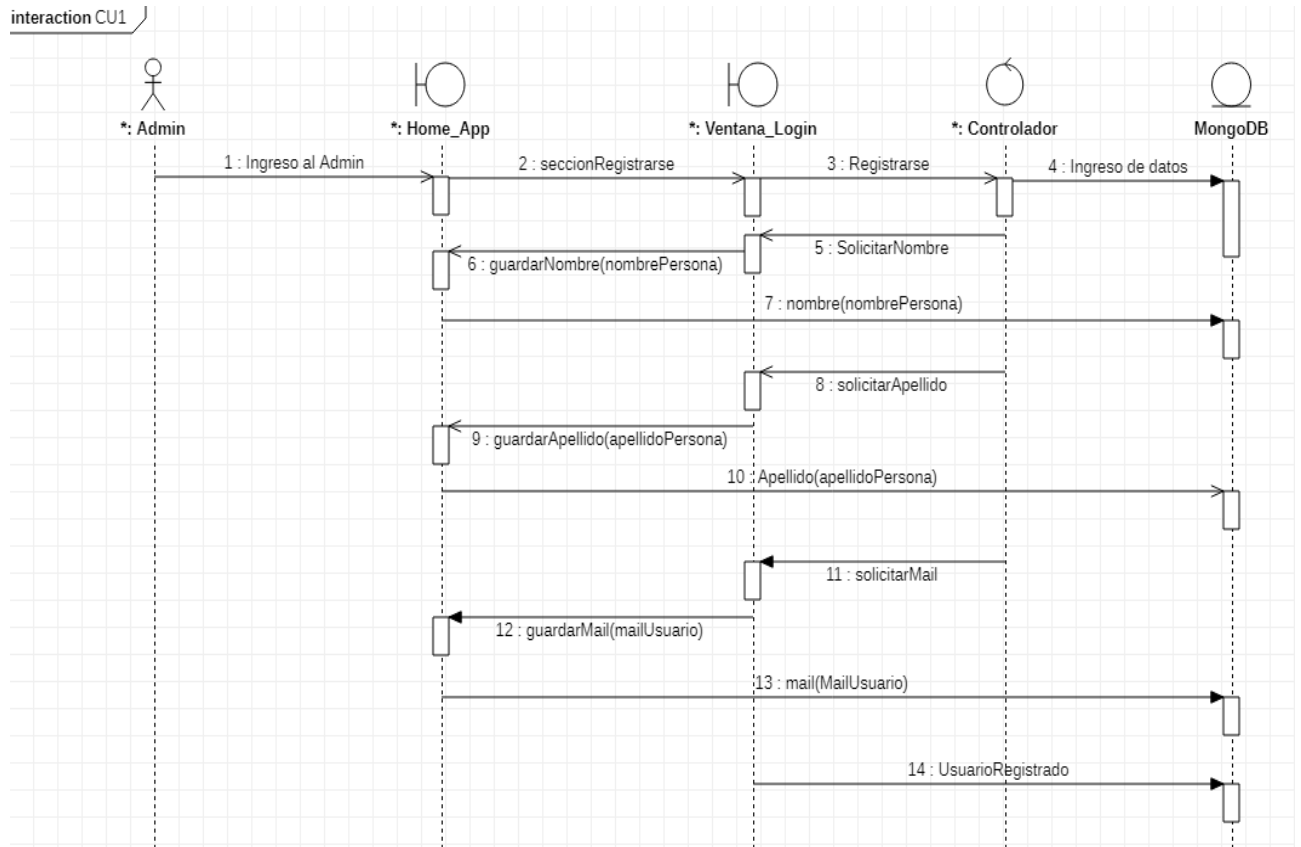 interaction CU1
*: Admin
*: Home_App
*: Ventana_Login
*: Controlador
MongoDB
1 : Ingreso al Admin
2 : seccionRegistrarse
3 : Registrarse
4 : Ingreso de datos
5 : SolicitarNombre
6 : guardarNombre(nombrePersona)
7 : nombre(nombrePersona)
8 : solicitarApellido
9 : guardarApellido(apellidoPersona)
10 : Apellido(apellidoPersona)
11 : solicitarMail
12 : guardarMail(mailUsuario)
13 : mail(MailUsuario)
14 : UsuarioRegistrado